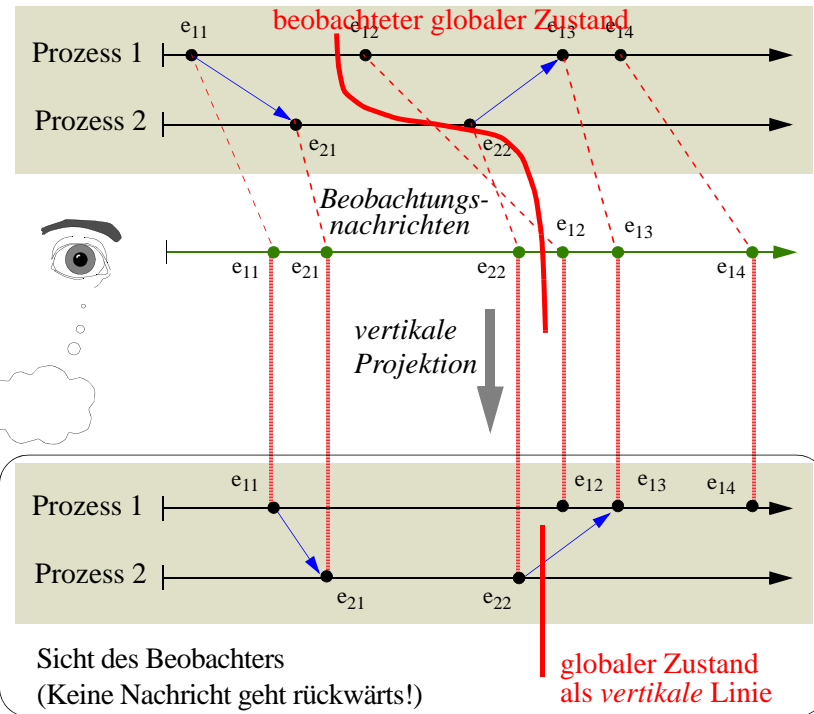 beobachteter globaler Zustand
e11 e12 e13 e14
Prozess 1
Prozess 2
e21 e22
Beobachtungs-
nachrichten
e12 e13
e11 e21 e22 e14
vertikale
Projektion
e11 e12 e13 e14
Prozess 1
Prozess 2
e21 e22
Sicht des Beobachters
(Keine Nachricht geht rückwärts!)
globaler Zustand
als vertikale Linie